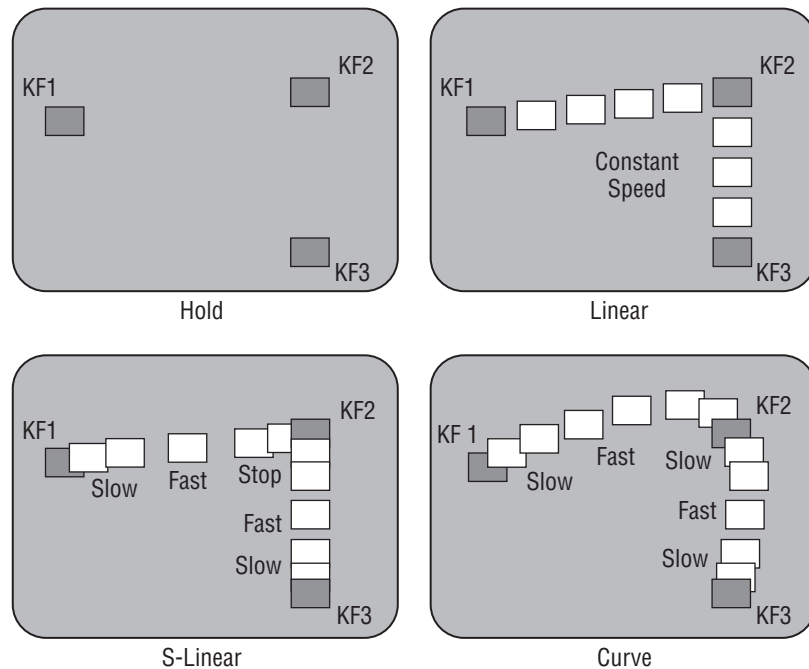 KF1
KF2
KF3
Hold
KF1
KF2
Constant
Speed
KF3
Linear
KF1
KF2
Slow
Fast
Stop
Fast
Slow
KF3
S-Linear
KF 1
KF2
Slow
Fast
Slow
Fast
Slow
KF3
Curve